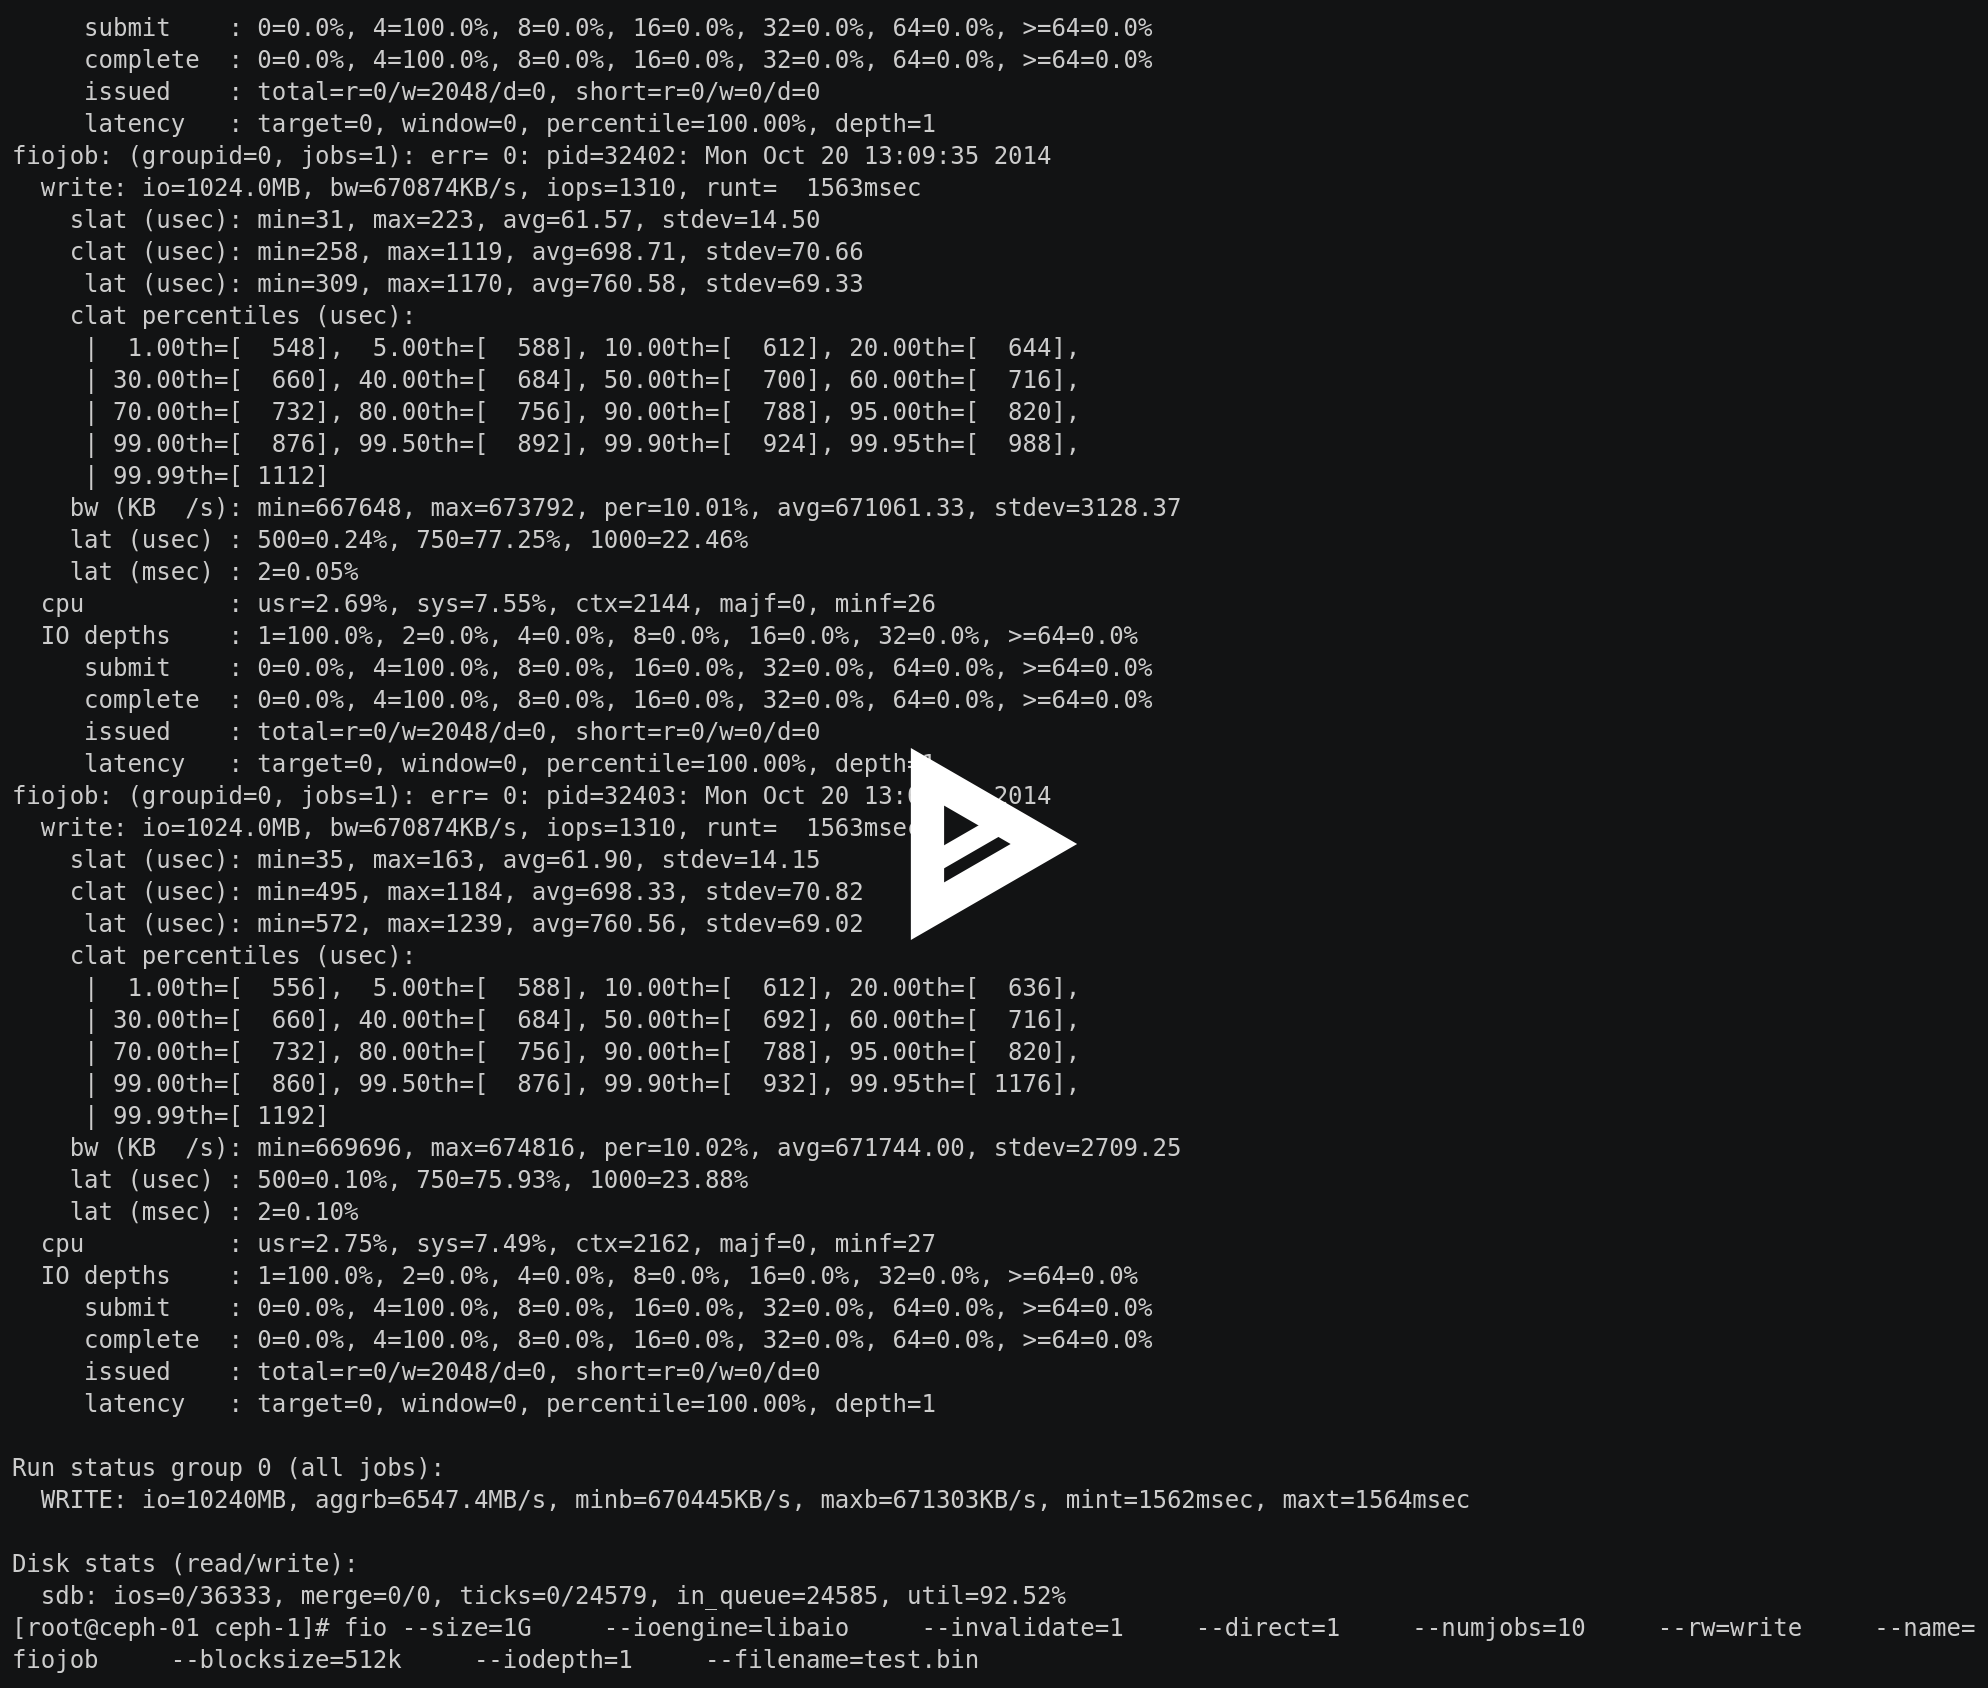 submit    : 0=0.0%, 4=100.0%, 8=0.0%, 16=0.0%, 32=0.0%, 64=0.0%, >=64=0.0%
complete  : 0=0.0%, 4=100.0%, 8=0.0%, 16=0.0%, 32=0.0%, 64=0.0%, >=64=0.0%
issued    : total=r=0/w=2048/d=0, short=r=0/w=0/d=0
latency   : target=0, window=0, percentile=100.00%, depth=1
fiojob: (groupid=0, jobs=1): err= 0: pid=32402: Mon Oct 20 13:09:35 2014
write: io=1024.0MB, bw=670874KB/s, iops=1310, runt=  1563msec
slat (usec): min=31, max=223, avg=61.57, stdev=14.50
clat (usec): min=258, max=1119, avg=698.71, stdev=70.66
lat (usec): min=309, max=1170, avg=760.58, stdev=69.33
clat percentiles (usec):
|  1.00th=[  548],  5.00th=[  588], 10.00th=[  612], 20.00th=[  644],
| 30.00th=[  660], 40.00th=[  684], 50.00th=[  700], 60.00th=[  716],
| 70.00th=[  732], 80.00th=[  756], 90.00th=[  788], 95.00th=[  820],
| 99.00th=[  876], 99.50th=[  892], 99.90th=[  924], 99.95th=[  988],
| 99.99th=[ 1112]
bw (KB  /s): min=667648, max=673792, per=10.01%, avg=671061.33, stdev=3128.37
lat (usec) : 500=0.24%, 750=77.25%, 1000=22.46%
lat (msec) : 2=0.05%
cpu          : usr=2.69%, sys=7.55%, ctx=2144, majf=0, minf=26
IO depths    : 1=100.0%, 2=0.0%, 4=0.0%, 8=0.0%, 16=0.0%, 32=0.0%, >=64=0.0%
submit    : 0=0.0%, 4=100.0%, 8=0.0%, 16=0.0%, 32=0.0%, 64=0.0%, >=64=0.0%
complete  : 0=0.0%, 4=100.0%, 8=0.0%, 16=0.0%, 32=0.0%, 64=0.0%, >=64=0.0%
issued    : total=r=0/w=2048/d=0, short=r=0/w=0/d=0
latency   : target=0, window=0, percentile=100.00%, depth=1
fiojob: (groupid=0, jobs=1): err= 0: pid=32403: Mon Oct 20 2014
write: io=1024.0MB, bw=670874KB/s, iops=1310, runt=  1563msec
slat (usec): min=35, max=163, avg=61.90, stdev=14.15
clat (usec): min=495, max=1184, avg=698.33, stdev=70.82
lat (usec): min=572, max=1239, avg=760.56, stdev=69.02
clat percentiles (usec):
|  1.00th=[  556],  5.00th=[  588], 10.00th=[  612], 20.00th=[  636],
| 30.00th=[  660], 40.00th=[  684], 50.00th=[  692], 60.00th=[  716],
| 70.00th=[  732], 80.00th=[  756], 90.00th=[  788], 95.00th=[  820],
| 99.00th=[  860], 99.50th=[  876], 99.90th=[  932], 99.95th=[ 1176],
| 99.99th=[ 1192]
bw (KB  /s): min=669696, max=674816, per=10.02%, avg=671744.00, stdev=2709.25
lat (usec) : 500=0.10%, 750=75.93%, 1000=23.88%
lat (msec) : 2=0.10%
cpu          : usr=2.75%, sys=7.49%, ctx=2162, majf=0, minf=27
IO depths    : 1=100.0%, 2=0.0%, 4=0.0%, 8=0.0%, 16=0.0%, 32=0.0%, >=64=0.0%
submit    : 0=0.0%, 4=100.0%, 8=0.0%, 16=0.0%, 32=0.0%, 64=0.0%, >=64=0.0%
complete  : 0=0.0%, 4=100.0%, 8=0.0%, 16=0.0%, 32=0.0%, 64=0.0%, >=64=0.0%
issued    : total=r=0/w=2048/d=0, short=r=0/w=0/d=0
latency   : target=0, window=0, percentile=100.00%, depth=1
Run status group 0 (all jobs):
WRITE: io=10240MB, aggrb=6547.4MB/s, minb=670445KB/s, maxb=671303KB/s, mint=1562msec, maxt=1564msec
Disk stats (read/write):
sdb: ios=0/36333, merge=0/0, ticks=0/24579, in_queue=24585, util=92.52%
[root@ceph-01 ceph-1]# fio --size=1G     --ioengine=libaio     --invalidate=1     --direct=1     --numjobs=10     --rw=write     --name=
fiojob     --blocksize=512k     --iodepth=1     --filename=test.bin